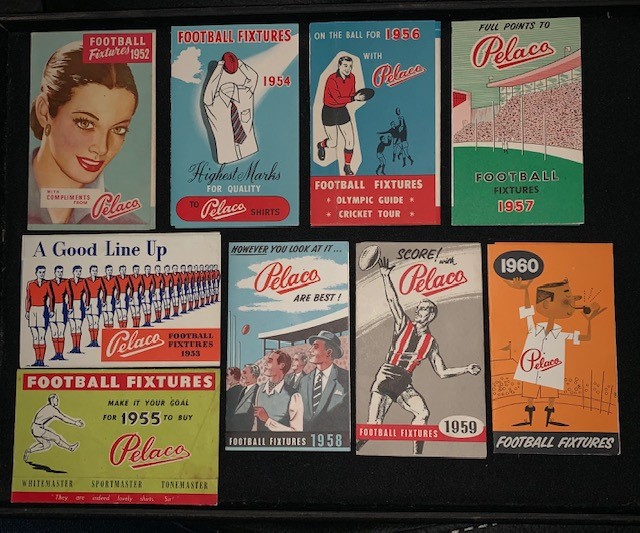 FOOTBALL
Fixtures 1952
WITH
COMPLIMENTS
FROM
Pelaco
FOOTBALL FIXTURES
1954
Highest Marks
FOR QUALITY
TO Pelaco SHIRTS
ON THE BALL FOR 1956
WITH
Pelaco
FOOTBALL FIXTURES
OLYMPIC GUIDE
CRICKET TOUR
FULL POINTS TO
Pelaco
FOOTBALL
FIXTURES
1957
A Good Line Up
Pelaco
FOOTBALL
FIXTURES
1953
FOOTBALL FIXTURES
MAKE IT YOUR GOAL
FOR 1955 TO BUY
Pelaco
WHITEMASTER SPORTMASTER TONEMASTER
"They are indeed lovely shirts, Sir"
HOWEVER YOU LOOK AT IT...
Pelaco
ARE BEST!
FOOTBALL FIXTURES 1958
SCORE! with
Pelaco
FOOTBALL FIXTURES 1959
1960
Pelaco
FOOTBALL FIXTURES